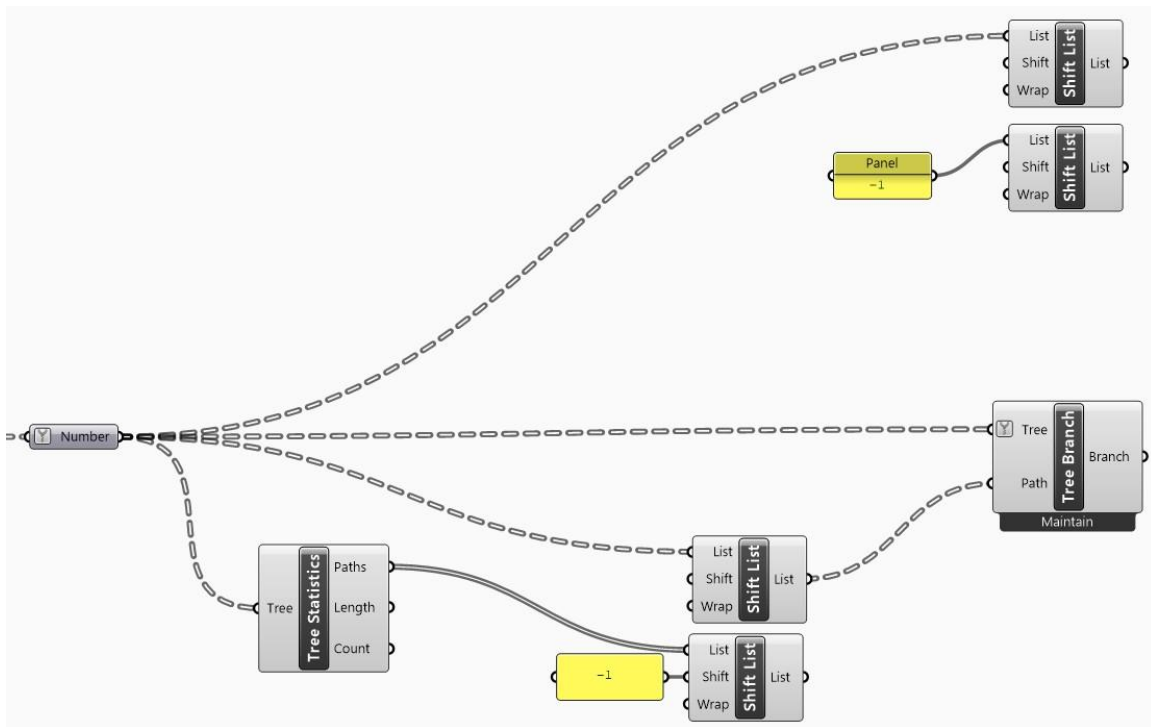 List
Shift
Wrap
Shift List
List
Panel
-1
List
Shift
Wrap
Shift List
List
Number
Tree
Path
Tree Branch
Branch
Maintain
Tree
Tree Statistics
Paths
Length
Count
List
Shift
Wrap
Shift List
List
-1
List
Shift
Wrap
Shift List
List